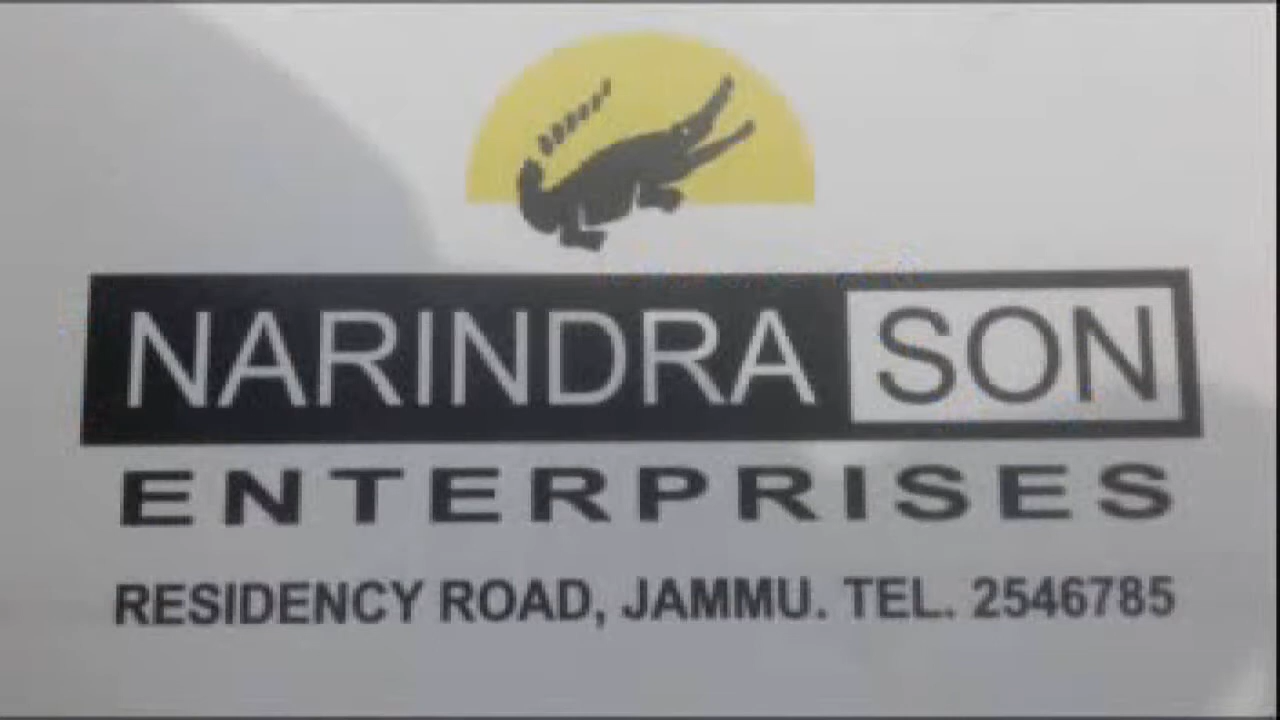 NARINDRA SON
ENTERPRISES
RESIDENCY ROAD, JAMMU. TEL. 2546785